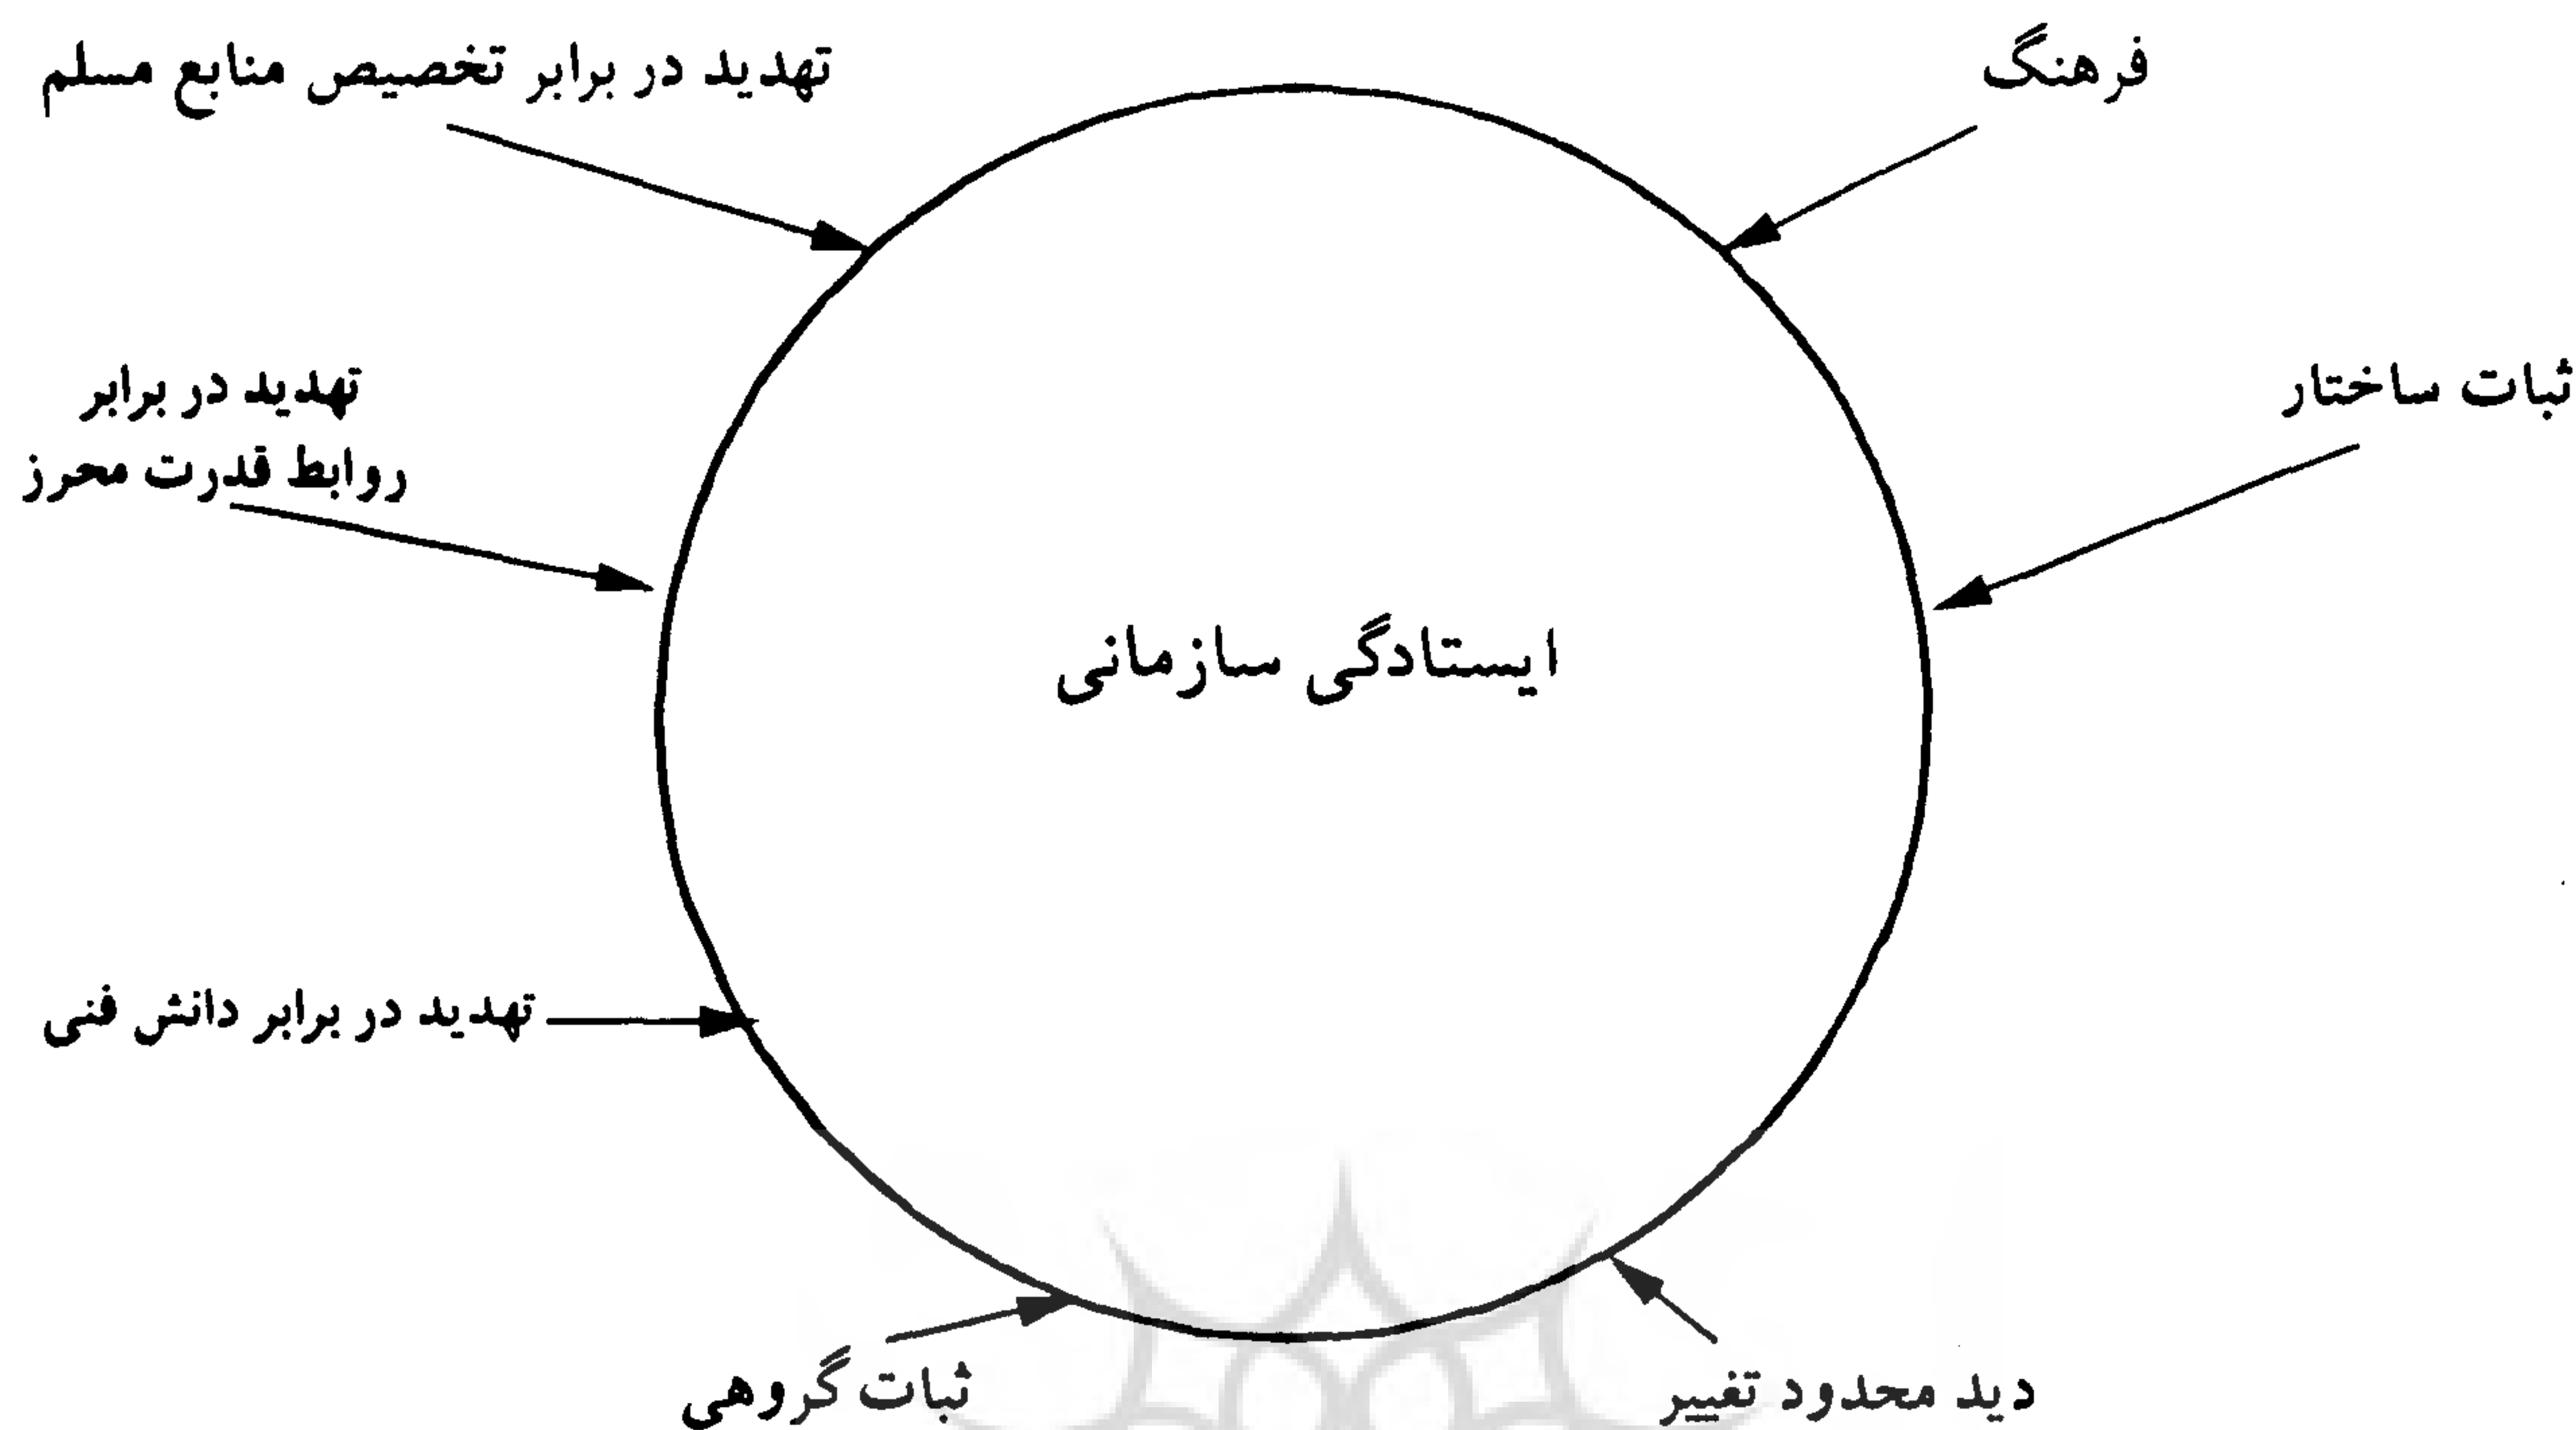 فرهنگ
تهدید در برابر تخصیص منابع مسلم
ثبات ساختار
تهدید در برابر
روابط قدرت محرز
ایستادگی سازمانی
تهدید در برابر دانش فنی
دید محدود تغییر
ثبات گروهی